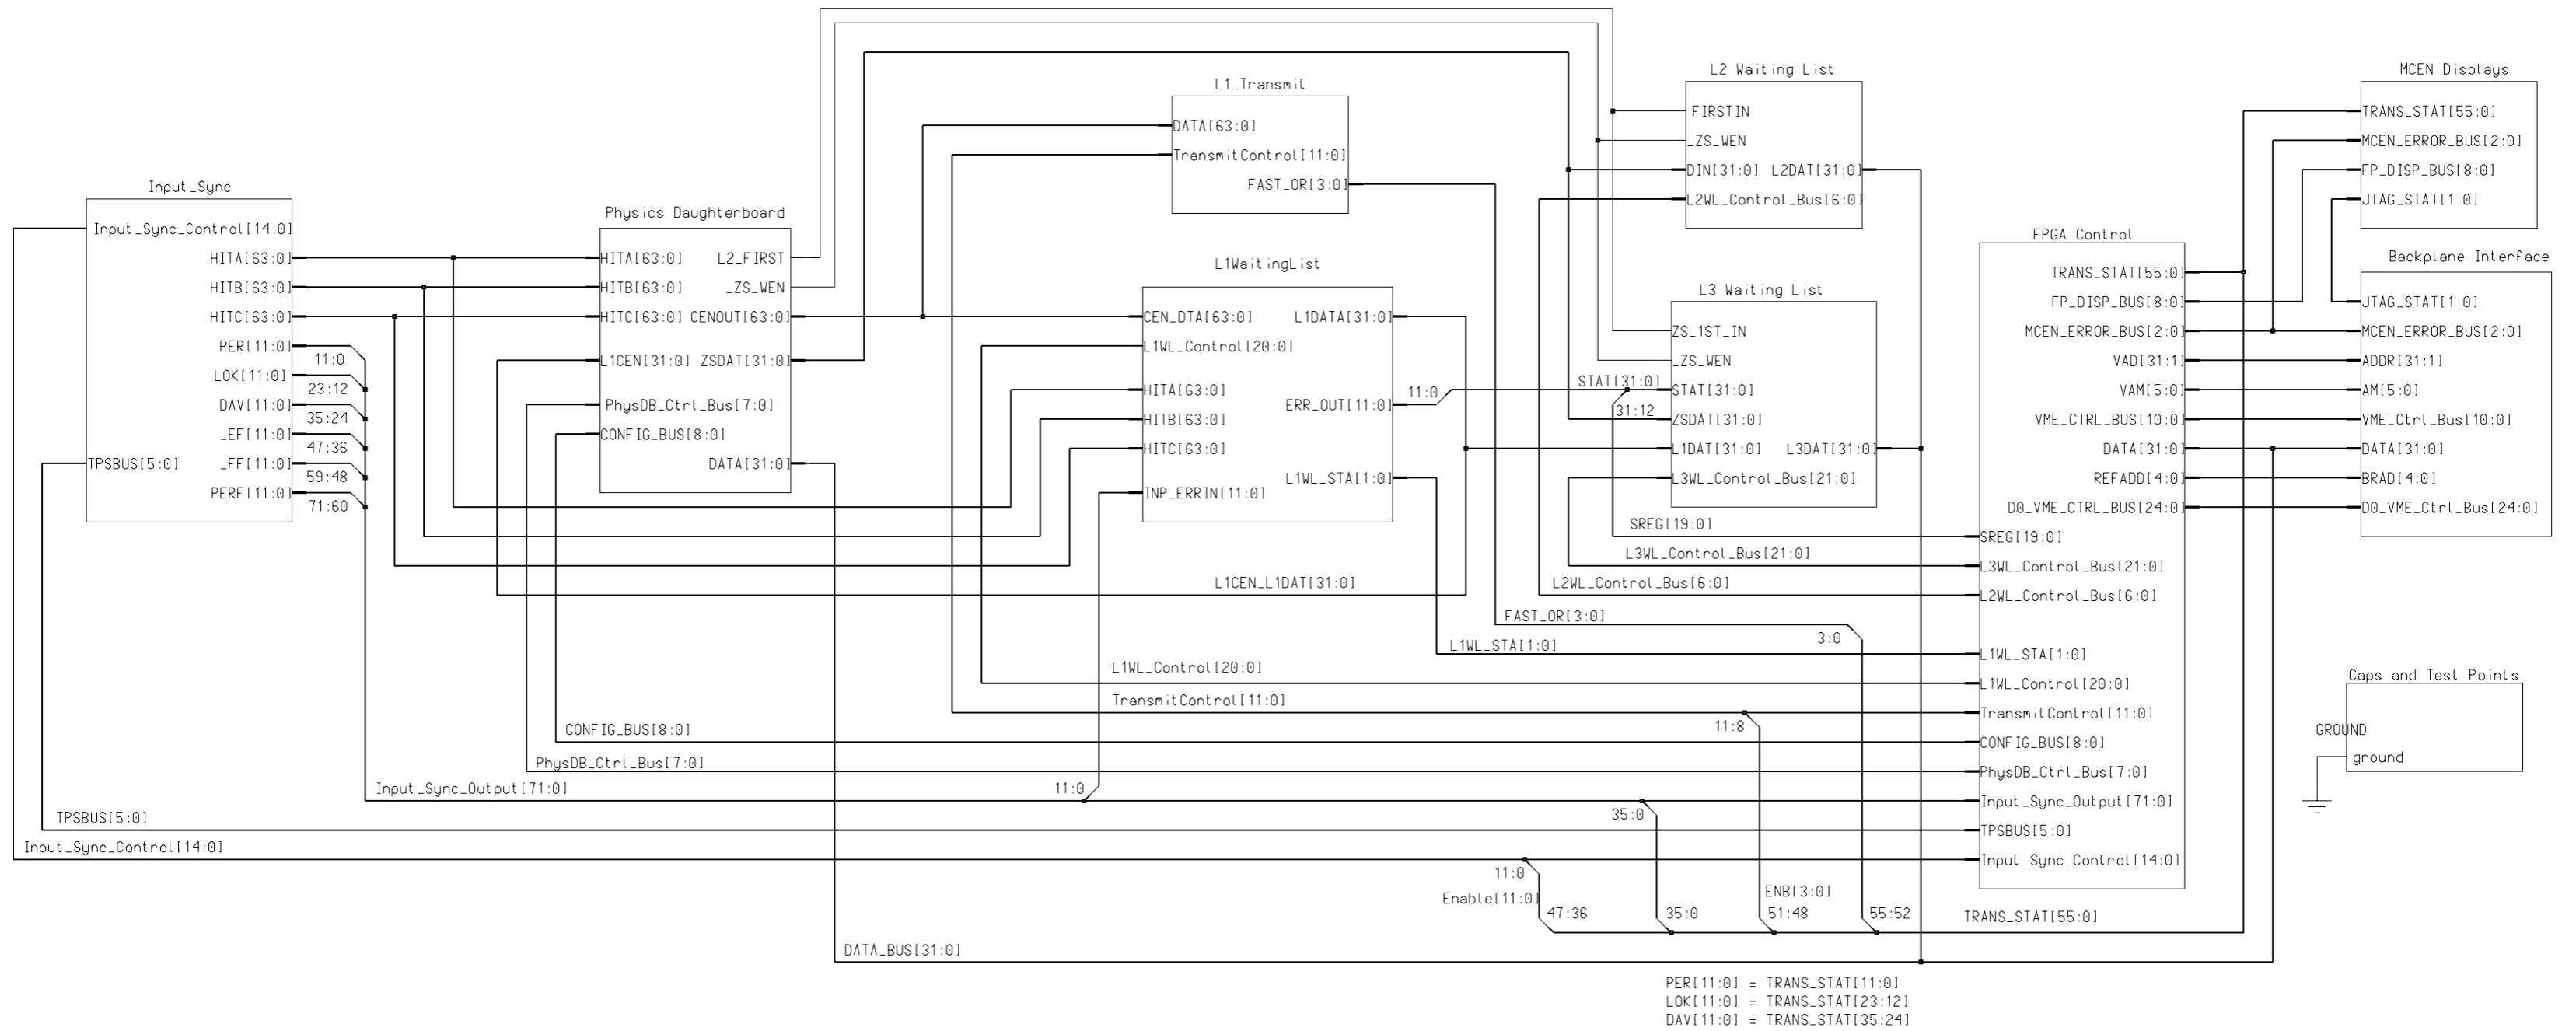 Input_Sync
Input_Sync_Control[14:0]
HITA[63:0]
HITB[63:0]
HITC[63:0]
PER[11:0]
11:0
LOK[11:0]
23:12
DAV[11:0]
35:24
_EF[11:0]
47:36
TPSBUS[5:0]
_FF[11:0]
59:48
PERF[11:0]
71:60
Physics Daughterboard
HITA[63:0] L2_FIRST
HITB[63:0] _ZS_WEN
HITC[63:0] CENOUT[63:0]
L1CEN[31:0] ZSDAT[31:0]
PhysDB_Ctrl_Bus[7:0]
CONFIG_BUS[8:0]
DATA[31:0]
L1_Transmit
DATA[63:0]
TransmitControl[11:0]
FAST_OR[3:0]
L1WaitingList
CEN_DTA[63:0] L1DATA[31:0]
L1WL_Control[20:0]
HITA[63:0]
ERR_OUT[11:0]
11:0
HITB[63:0]
HITC[63:0]
L1WL_STA[1:0]
INP_ERRIN[11:0]
L2 Waiting List
FIRSTIN
_ZS_WEN
DIN[31:0] L2DAT[31:0]
L2WL_Control_Bus[6:0]
L3 Waiting List
ZS_1ST_IN
_ZS_WEN
STAT[31:0]
STAT[31:0]
31:12
ZSDAT[31:0]
L1DAT[31:0] L3DAT[31:0]
L3WL_Control_Bus[21:0]
SREG[19:0]
L3WL_Control_Bus[21:0]
L2WL_Control_Bus[6:0]
L1CEN_L1DAT[31:0]
FAST_OR[3:0]
3:0
L1WL_STA[1:0]
L1WL_Control[20:0]
TransmitControl[11:0]
11:8
CONFIG_BUS[8:0]
PhysDB_Ctrl_Bus[7:0]
Input_Sync_Output[71:0]
11:0
35:0
TPSBUS[5:0]
Input_Sync_Control[14:0]
11:0
Enable[11:0]
ENB[3:0]
47:36
35:0
51:48
55:52
TRANS_STAT[55:0]
DATA_BUS[31:0]
FPGA Control
TRANS_STAT[55:0]
FP_DISP_BUS[8:0]
MCEN_ERROR_BUS[2:0]
VAD[31:1]
VAM[5:0]
VME_CTRL_BUS[10:0]
DATA[31:0]
REFADD[4:0]
D0_VME_CTRL_BUS[24:0]
SREG[19:0]
L3WL_Control_Bus[21:0]
L2WL_Control_Bus[6:0]
L1WL_STA[1:0]
L1WL_Control[20:0]
TransmitControl[11:0]
CONFIG_BUS[8:0]
PhysDB_Ctrl_Bus[7:0]
Input_Sync_Output[71:0]
TPSBUS[5:0]
Input_Sync_Control[14:0]
MCEN Displays
TRANS_STAT[55:0]
MCEN_ERROR_BUS[2:0]
FP_DISP_BUS[8:0]
JTAG_STAT[1:0]
Backplane Interface
JTAG_STAT[1:0]
MCEN_ERROR_BUS[2:0]
ADDR[31:1]
AM[5:0]
VME_Ctrl_Bus[10:0]
DATA[31:0]
BRAD[4:0]
D0_VME_Ctrl_Bus[24:0]
Caps and Test Points
GROUND
ground
PER[11:0] = TRANS_STAT[11:0]
LOK[11:0] = TRANS_STAT[23:12]
DAV[11:0] = TRANS_STAT[35:24]